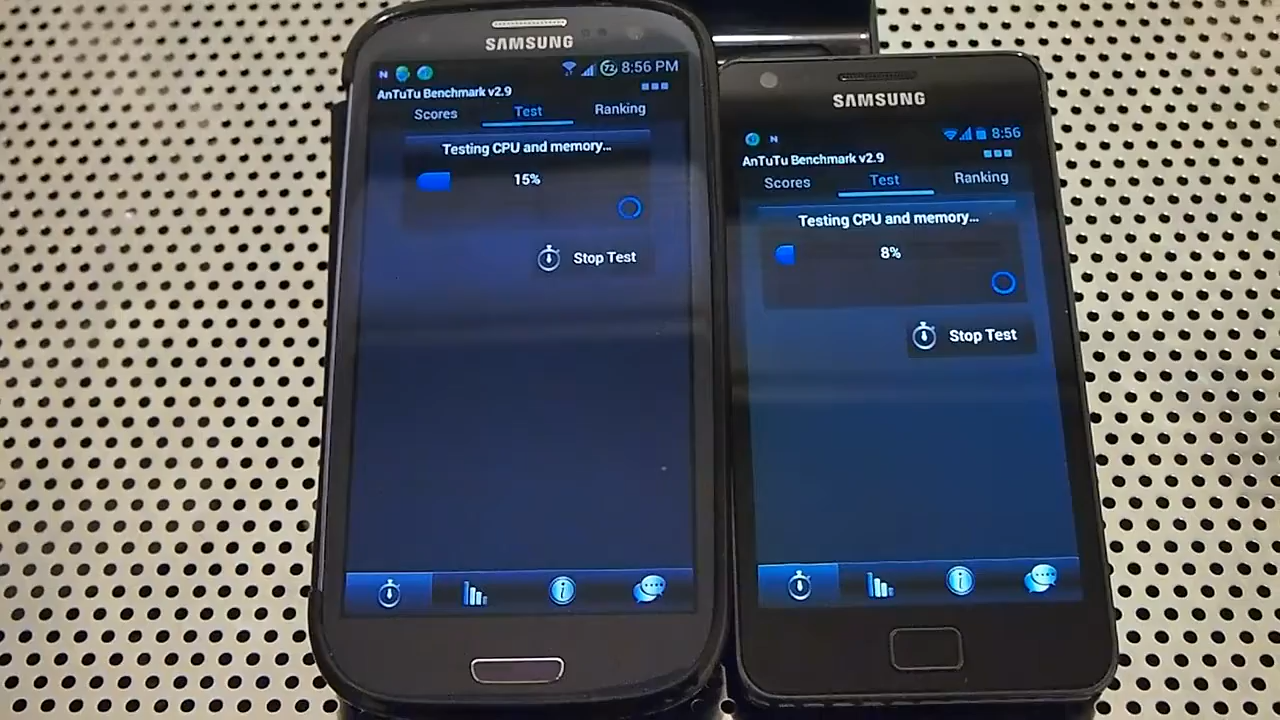 SAMSUNG
N 72 8:56 PM
AnTuTu Benchmark v2.9
Scores Test Ranking
Testing CPU and memory...
15%
Stop Test
SAMSUNG
N 8:56
AnTuTu Benchmark v2.9
Scores Test Ranking
Testing CPU and memory...
8%
Stop Test